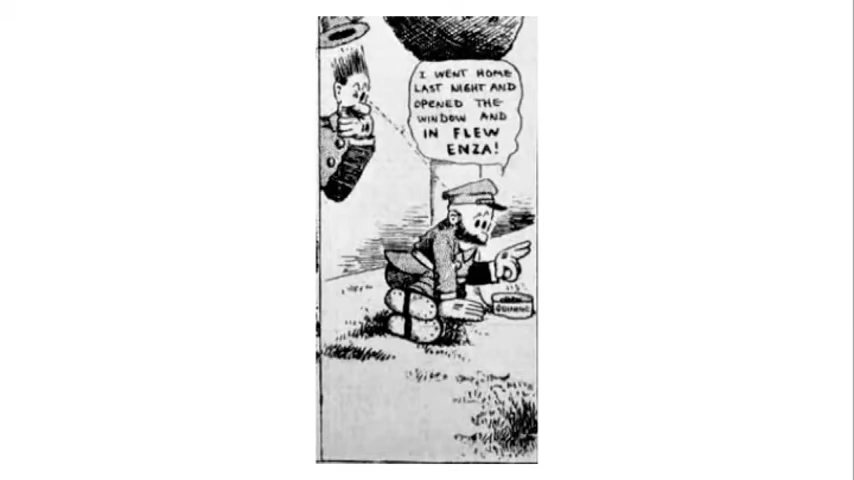 I WENT HOME
LAST NIGHT AND
OPENED THE
WINDOW AND
IN FLEW
ENZA!